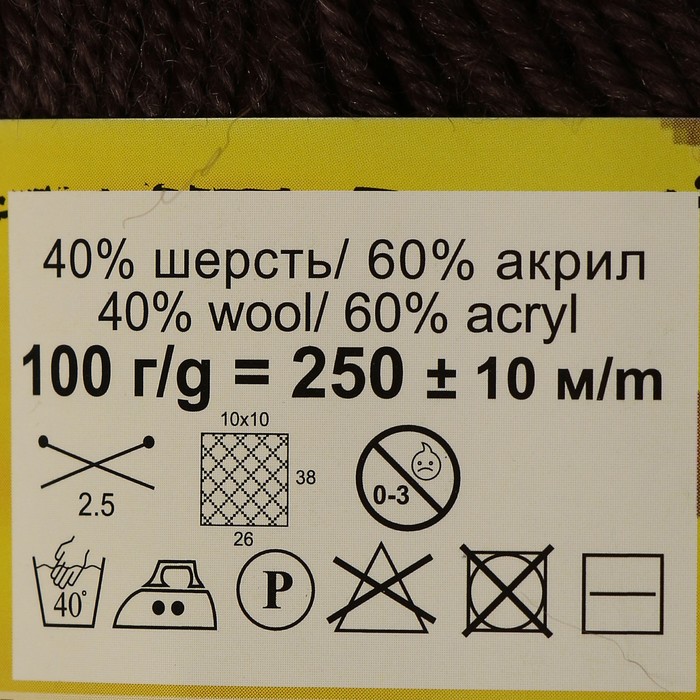 40% шерсть/ 60% акрил
40% wool/ 60% acryl
100 г/g = 250 ± 10 м/m
10x10
38
26
2.5
0-3
40°
P